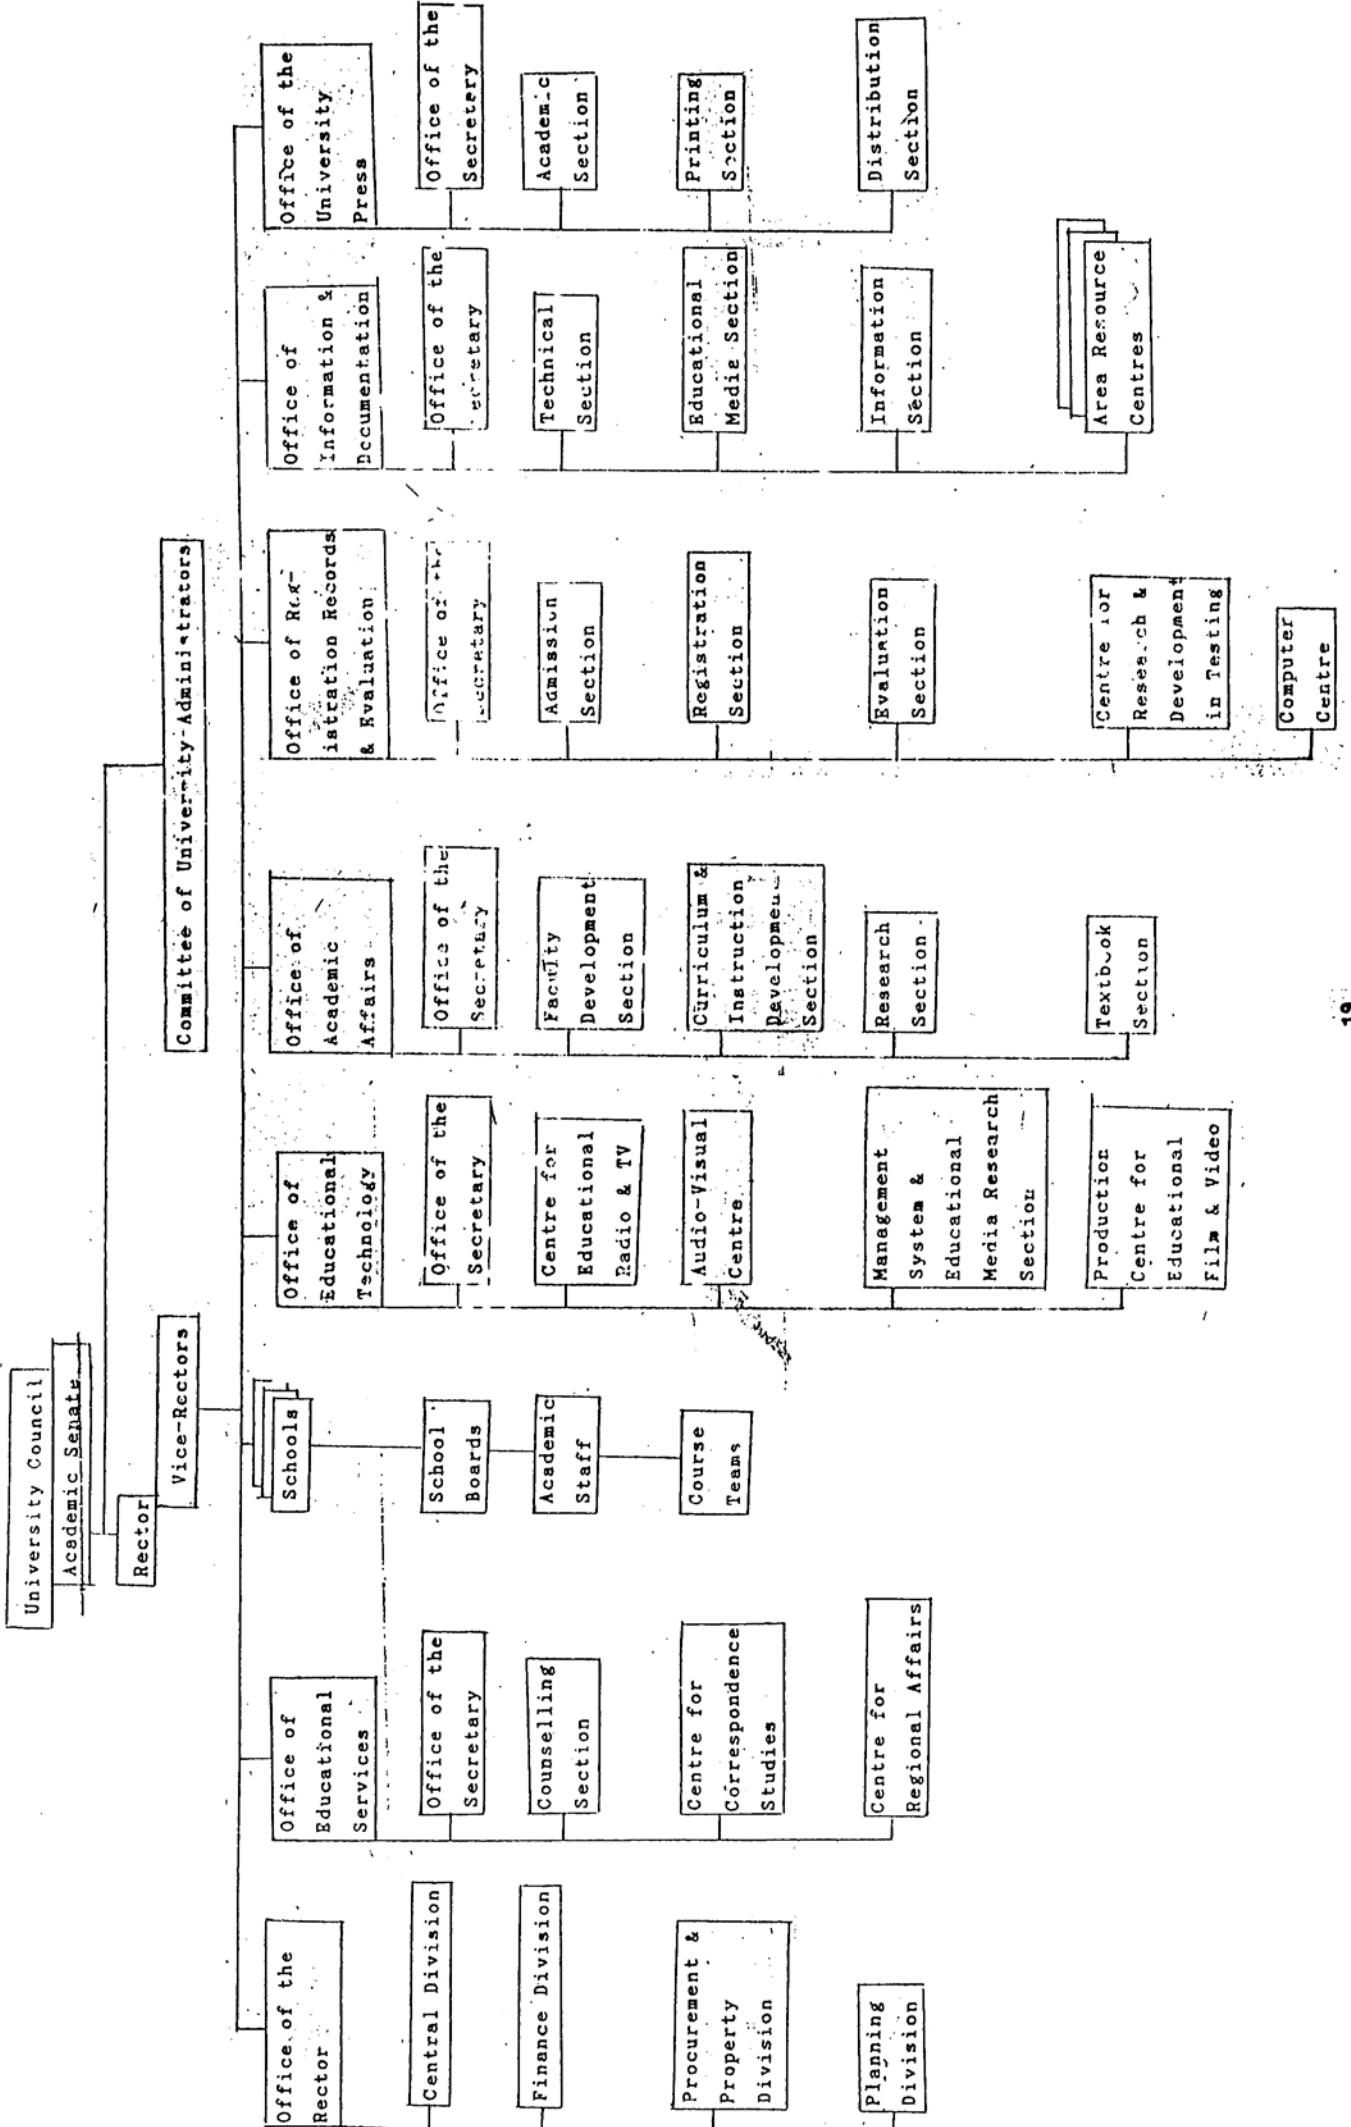 University Council
Academic Senate
Rector
Vice-Rectors
Committee of University-Administrators
Office of the
Rector
Central Division
Finance Division
Procurement &
Property
Division
Planning
Division
Office of
Educational
Services
Office of the
Secretary
Counselling
Section
Centre for
Correspondence
Studies
Centre for
Regional Affairs
Schools
School
Boards
Academic
Staff
Course
Teams
Office of
Educational
Technology
Office of the
Secretary
Centre for
Educational
Radio & TV
Audio-Visual
Centre
Management
System &
Educational
Media Research
Section
Production
Centre for
Educational
Film & Video
Office of
Academic
Affairs
Office of the
Secretary
Faculty
Development
Section
Curriculum &
Instruction
Development
Section
Research
Section
Textbook
Section
Office of Reg-
istration Records
& Evaluation
Office of the
Secretary
Admission
Section
Registration
Section
Evaluation
Section
Centre for
Research &
Development
in Testing
Computer
Centre
Office of
Information &
Documentation
Office of the
Secretary
Technical
Section
Educational
Medie Section
Information
Section
Area Resource
Centres
Office of the
University
Press
Office of the
Secretery
Academic
Section
Printing
Section
Distribution
Section
19